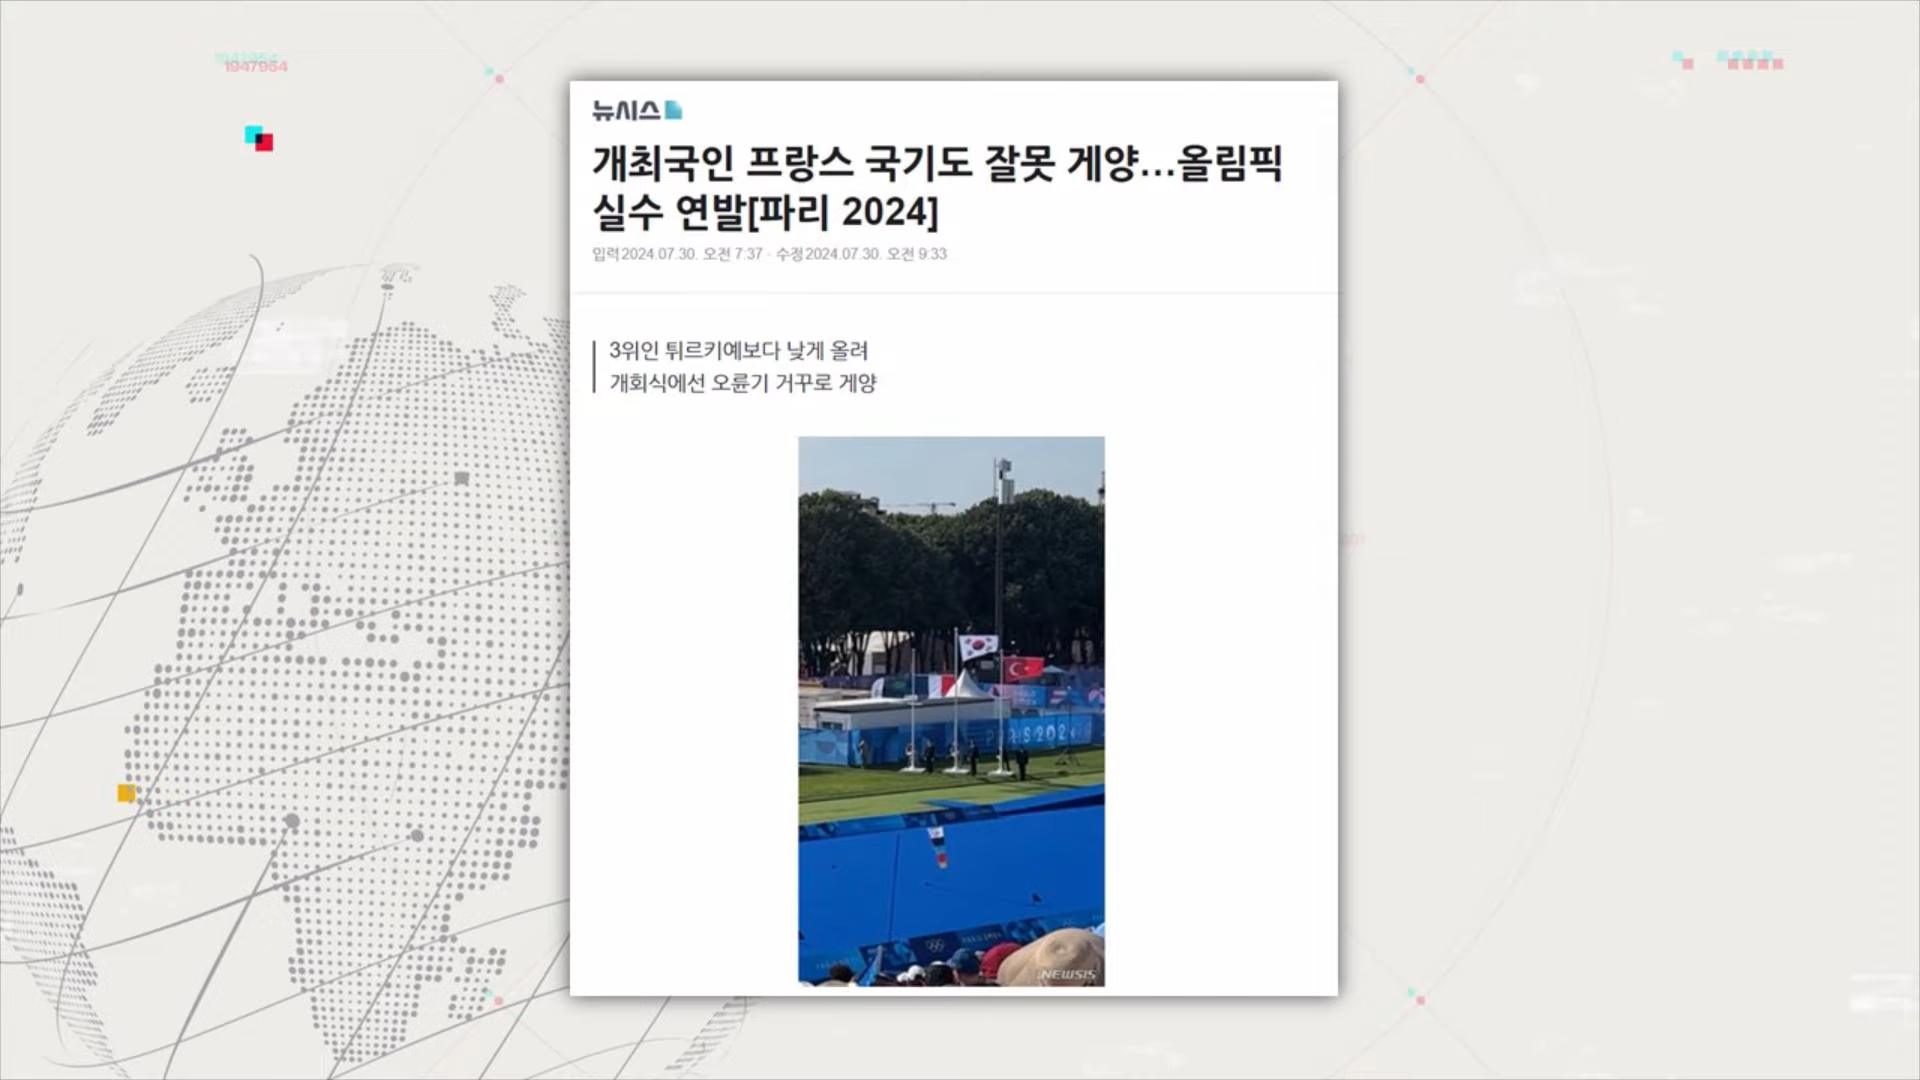 1947954
뉴시스
개최국인 프랑스 국기도 잘못 게양...올림픽
실수 연발[파리 2024]
입력2024.07.30. 오전 7:37 · 수정2024.07.30. 오전 9:33
3위인 튀르키예보다 낮게 올려
개회식에선 오륜기 거꾸로 게양
PARIS 2024
NEWSIS